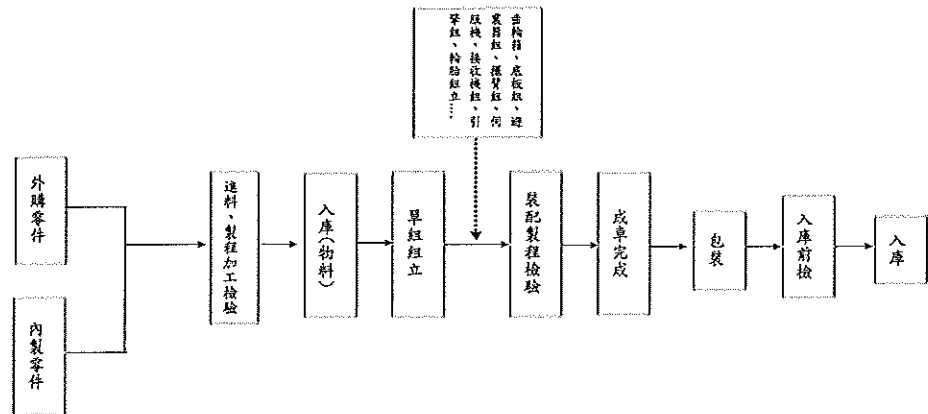 齒輪箱、底板組、避
震器組、擺臂組、伺
服機、接收機組、引
擎組、輪胎組立.....
外購零件
內製零件
進料、製程加工檢驗
入庫(物料)
單組組立
裝配製程檢驗
成車完成
包裝
入庫前檢
入庫